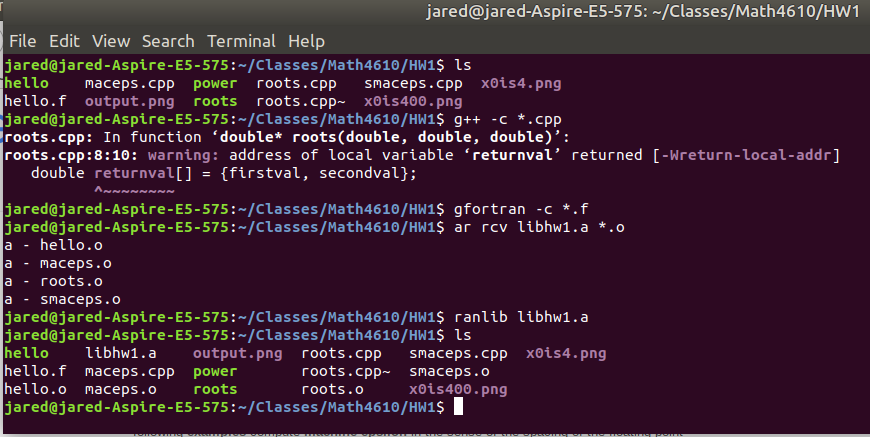 jared@jared-Aspire-E5-575: ~/Classes/Math4610/HW1
File Edit View Search Terminal Help
jared@jared-Aspire-E5-575:~/Classes/Math4610/HW1$ ls
hello maceps.cpp power roots.cpp smaceps.cpp x0is4.png
hello.f output.png roots roots.cpp~ x0is400.png
jared@jared-Aspire-E5-575:~/Classes/Math4610/HW1$ g++ -c *.cpp
roots.cpp: In function ‘double* roots(double, double, double)’:
roots.cpp:8:10: warning: address of local variable ‘returnval’ returned [-Wreturn-local-addr]
double returnval[] = {firstval, secondval};
^~~~~~~~~
jared@jared-Aspire-E5-575:~/Classes/Math4610/HW1$ gfortran -c *.f
jared@jared-Aspire-E5-575:~/Classes/Math4610/HW1$ ar rcv libhw1.a *.o
a - hello.o
a - maceps.o
a - roots.o
a - smaceps.o
jared@jared-Aspire-E5-575:~/Classes/Math4610/HW1$ ranlib libhw1.a
jared@jared-Aspire-E5-575:~/Classes/Math4610/HW1$ ls
hello libhw1.a output.png roots.cpp smaceps.cpp x0is4.png
hello.f maceps.cpp power roots.cpp~ smaceps.o
hello.o maceps.o roots roots.o x0is400.png
jared@jared-Aspire-E5-575:~/Classes/Math4610/HW1$